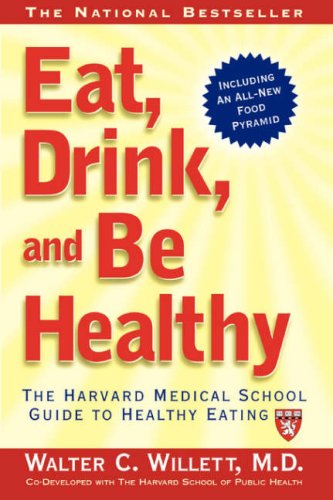 THE NATIONAL BESTSELLER
Eat,
Drink,
and Be
Healthy
INCLUDING
AN ALL-NEW
FOOD
PYRAMID
THE HARVARD MEDICAL SCHOOL
GUIDE TO HEALTHY EATING
WALTER C. WILLETT, M.D.
CO-DEVELOPED WITH THE HARVARD SCHOOL OF PUBLIC HEALTH